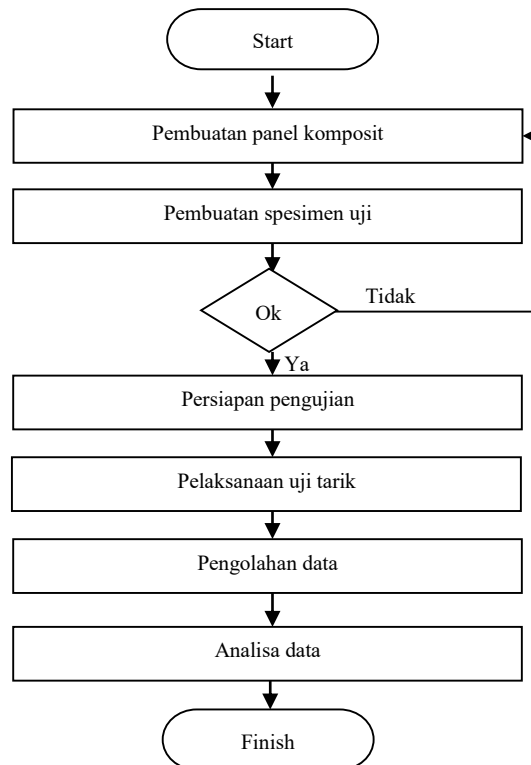 Start
Pembuatan panel komposit
Pembuatan spesimen uji
Ok
Tidak
Ya
Persiapan pengujian
Pelaksanaan uji tarik
Pengolahan data
Analisa data
Finish